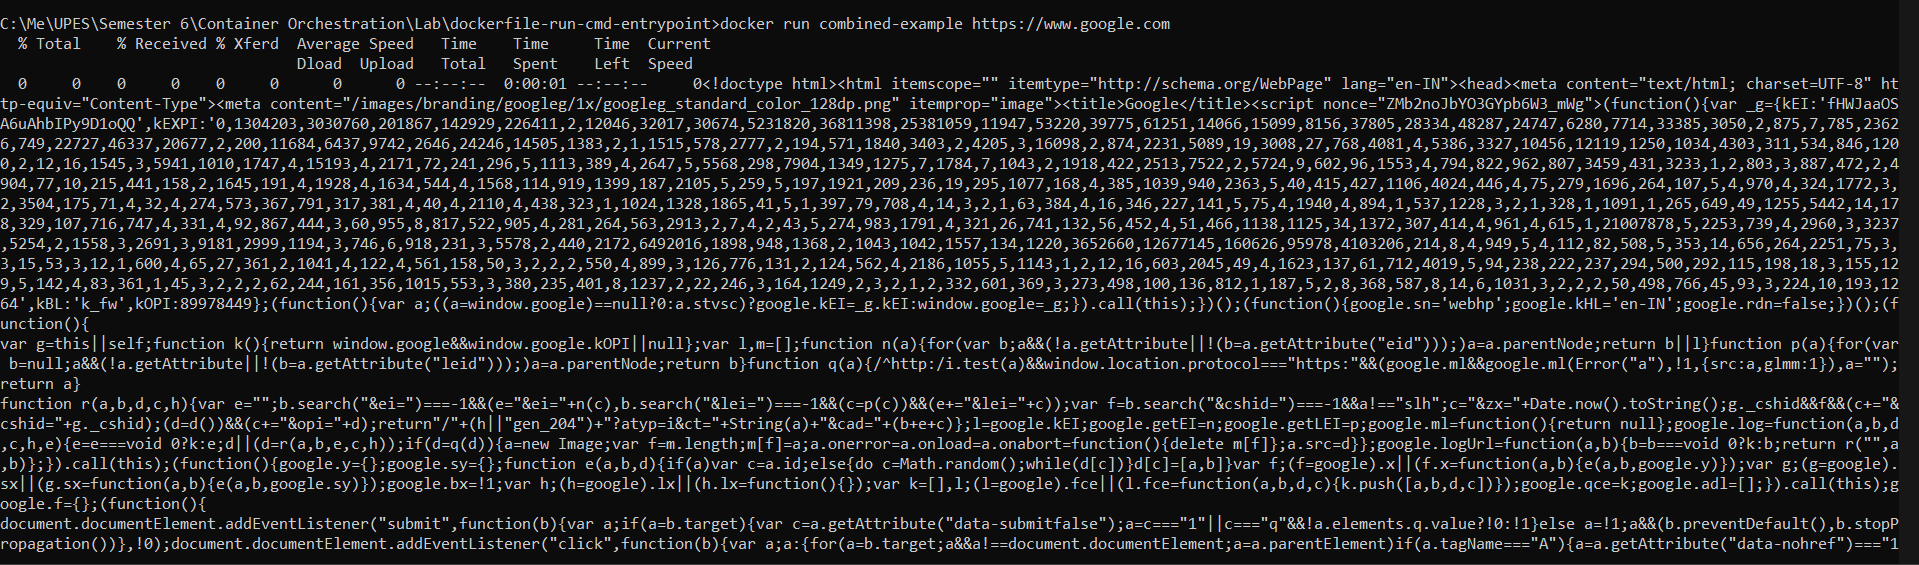 C:\Me\UPES\Semester 6\Container Orchestration\Lab\dockerfile-run-cmd-entrypoint>docker run combined-example https://www.google.com
  % Total    % Received % Xferd  Average Speed   Time    Time     Time  Current
                                 Dload  Upload   Total   Spent    Left  Speed
  0     0    0     0    0     0      0      0 --:--:--  0:00:01 --:--:--     0<!doctype html><html itemscope="" itemtype="http://schema.org/WebPage" lang="en-IN"><head><meta content="text/html; charset=UTF-8" ht
tp-equiv="Content-Type"><meta content="/images/branding/googleg/1x/googleg_standard_color_128dp.png" itemprop="image"><title>Google</title><script nonce="ZMb2noJbYO3GYpb6W3_mWg">(function(){var _g={kEI:'fHWJaaOS
A6uAhbIPy9D1oQQ',kEXPI:'0,1304203,3030760,201867,142929,226411,2,12046,32017,30674,5231820,36811398,25381059,11947,53220,39775,61251,14066,15099,8156,37805,28334,48287,24747,6280,7714,33385,3050,2,875,7,785,2362
6,749,22727,46337,20677,2,200,11684,6437,9742,2646,24246,14505,1383,2,1,1515,578,2777,2,194,571,1840,3403,2,4205,3,16098,2,874,2231,5089,19,3008,27,768,4081,4,5386,3327,10456,12119,1250,1034,4303,311,534,846,120
0,2,12,16,1545,3,5941,1010,1747,4,15193,4,2171,72,241,296,5,1113,389,4,2647,5,5568,298,7904,1349,1275,7,1784,7,1043,2,1918,422,2513,7522,2,5724,9,602,96,1553,4,794,822,962,807,3459,431,3233,1,2,803,3,887,472,2,4
904,77,10,215,441,158,2,1645,191,4,1928,4,1634,544,4,1568,114,919,1399,187,2105,5,259,5,197,1921,209,236,19,295,1077,168,4,385,1039,940,2363,5,40,415,427,1106,4024,446,4,75,279,1696,264,107,5,4,970,4,324,1772,3,
2,3504,175,71,4,32,4,274,573,367,791,317,381,4,40,4,2110,4,438,323,1,1024,1328,1865,41,5,1,397,79,708,4,14,3,2,1,63,384,4,16,346,227,141,5,75,4,1940,4,894,1,537,1228,3,2,1,328,1,1091,1,265,649,49,1255,5442,14,17
8,329,107,716,747,4,331,4,92,867,444,3,60,955,8,817,522,905,4,281,264,563,2913,2,7,4,2,43,5,274,983,1791,4,321,26,741,132,56,452,4,51,466,1138,1125,34,1372,307,414,4,961,4,615,1,21007878,5,2253,739,4,2960,3,3237
,5254,2,1558,3,2691,3,9181,2999,1194,3,746,6,918,231,3,5578,2,440,2172,6492016,1898,948,1368,2,1043,1042,1557,134,1220,3652660,12677145,160626,95978,4103206,214,8,4,949,5,4,112,82,508,5,353,14,656,264,2251,75,3,
3,15,53,3,12,1,600,4,65,27,361,2,1041,4,122,4,561,158,50,3,2,2,2,550,4,899,3,126,776,131,2,124,562,4,2186,1055,5,1143,1,2,12,16,603,2045,49,4,1623,137,61,712,4019,5,94,238,222,237,294,500,292,115,198,18,3,155,12
9,5,142,4,83,361,1,45,3,2,2,2,62,244,161,356,1015,553,3,380,235,401,8,1237,2,22,246,3,164,1249,2,3,2,1,2,332,601,369,3,273,498,100,136,812,1,187,5,2,8,368,587,8,14,6,1031,3,2,2,2,50,498,766,45,93,3,224,10,193,12
64',kBL:'k_fw',kOPI:89978449};(function(){var a;((a=window.google)==null?0:a.stvsc)?google.kEI=_g.kEI:window.google=_g;}).call(this);})();(function(){google.sn='webhp';google.kHL='en-IN';google.rdn=false;})();(f
unction(){
var g=this||self;function k(){return window.google&&window.google.kOPI||null};var l,m=[];function n(a){for(var b;a&&(!a.getAttribute||!(b=a.getAttribute("eid")));)a=a.parentNode;return b||l}function p(a){for(var
 b=null;a&&(!a.getAttribute||!(b=a.getAttribute("leid")));)a=a.parentNode;return b}function q(a){/^http:/i.test(a)&&window.location.protocol==="https:"&&(google.ml&&google.ml(Error("a"),!1,{src:a,glmm:1}),a="");
return a}
function r(a,b,d,c,h){var e="";b.search("&ei=")===-1&&(e="&ei="+n(c),b.search("&lei=")===-1&&(c=p(c))&&(e+="&lei="+c));var f=b.search("&cshid=")===-1&&a!=="slh";c="&zx="+Date.now().toString();g._cshid&&f&&(c+="&
cshid="+g._cshid);(d=d())&&(c+="&opi="+d);return"/"+(h||"gen_204")+"?atyp=i&ct="+String(a)+"&cad="+(b+e+c)};l=google.kEI;google.getEI=n;google.getLEI=p;google.ml=function(){return null};google.log=function(a,b,d
,c,h,e){e=e===void 0?k:e;d||(d=r(a,b,e,c,h));if(d=q(d)){a=new Image;var f=m.length;m[f]=a;a.onerror=a.onload=a.onabort=function(){delete m[f]};a.src=d}};google.logUrl=function(a,b){b=b===void 0?k:b;return r("",a
,b)};}).call(this);(function(){google.y={};google.sy={};function e(a,b,d){if(a)var c=a.id;else{do c=Math.random();while(d[c])}d[c]=[a,b]}var f;(f=google).x||(f.x=function(a,b){e(a,b,google.y)});var g;(g=google).
sx||(g.sx=function(a,b){e(a,b,google.sy)});google.bx=!1;var h;(h=google).lx||(h.lx=function(){});var k=[],l;(l=google).fce||(l.fce=function(a,b,d,c){k.push([a,b,d,c])});google.qce=k;google.adl=[];}).call(this);g
oogle.f={};(function(){
document.documentElement.addEventListener("submit",function(b){var a;if(a=b.target){var c=a.getAttribute("data-submitfalse");a=c==="1"||c==="q"&&!a.elements.q.value?!0:!1}else a=!1;a&&(b.preventDefault(),b.stopP
ropagation())},!0);document.documentElement.addEventListener("click",function(b){var a;a:{for(a=b.target;a&&a!==document.documentElement;a=a.parentElement)if(a.tagName==="A"){a=a.getAttribute("data-nohref")==="1